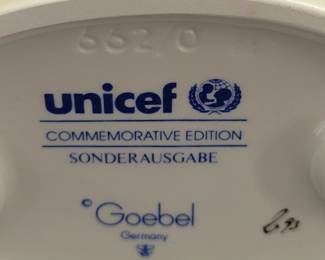 662/0
unicef
COMMEMORATIVE EDITION
SONDERAUSGABE
© Goebel
Germany